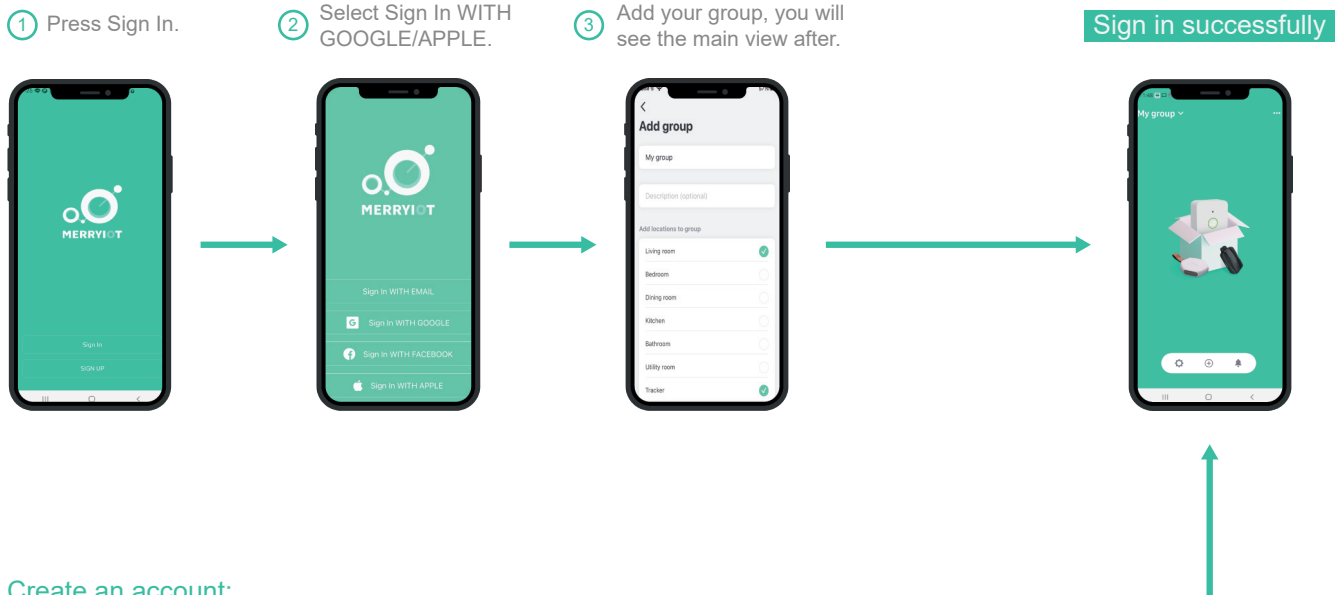 1 Press Sign In.
2 Select Sign In WITH
GOOGLE/APPLE.
3 Add your group, you will
see the main view after.
Sign in successfully
MERRYIOT
Sign In
SIGN UP
MERRYIOT
Sign In WITH EMAIL
G Sign In WITH GOOGLE
f Sign In WITH FACEBOOK
Sign In WITH APPLE
Add group
My group
Description (optional)
Add locations to group
Living room
Bedroom
Dining room
Kitchen
Bathroom
Utility room
Tracker
My group
Create an account: